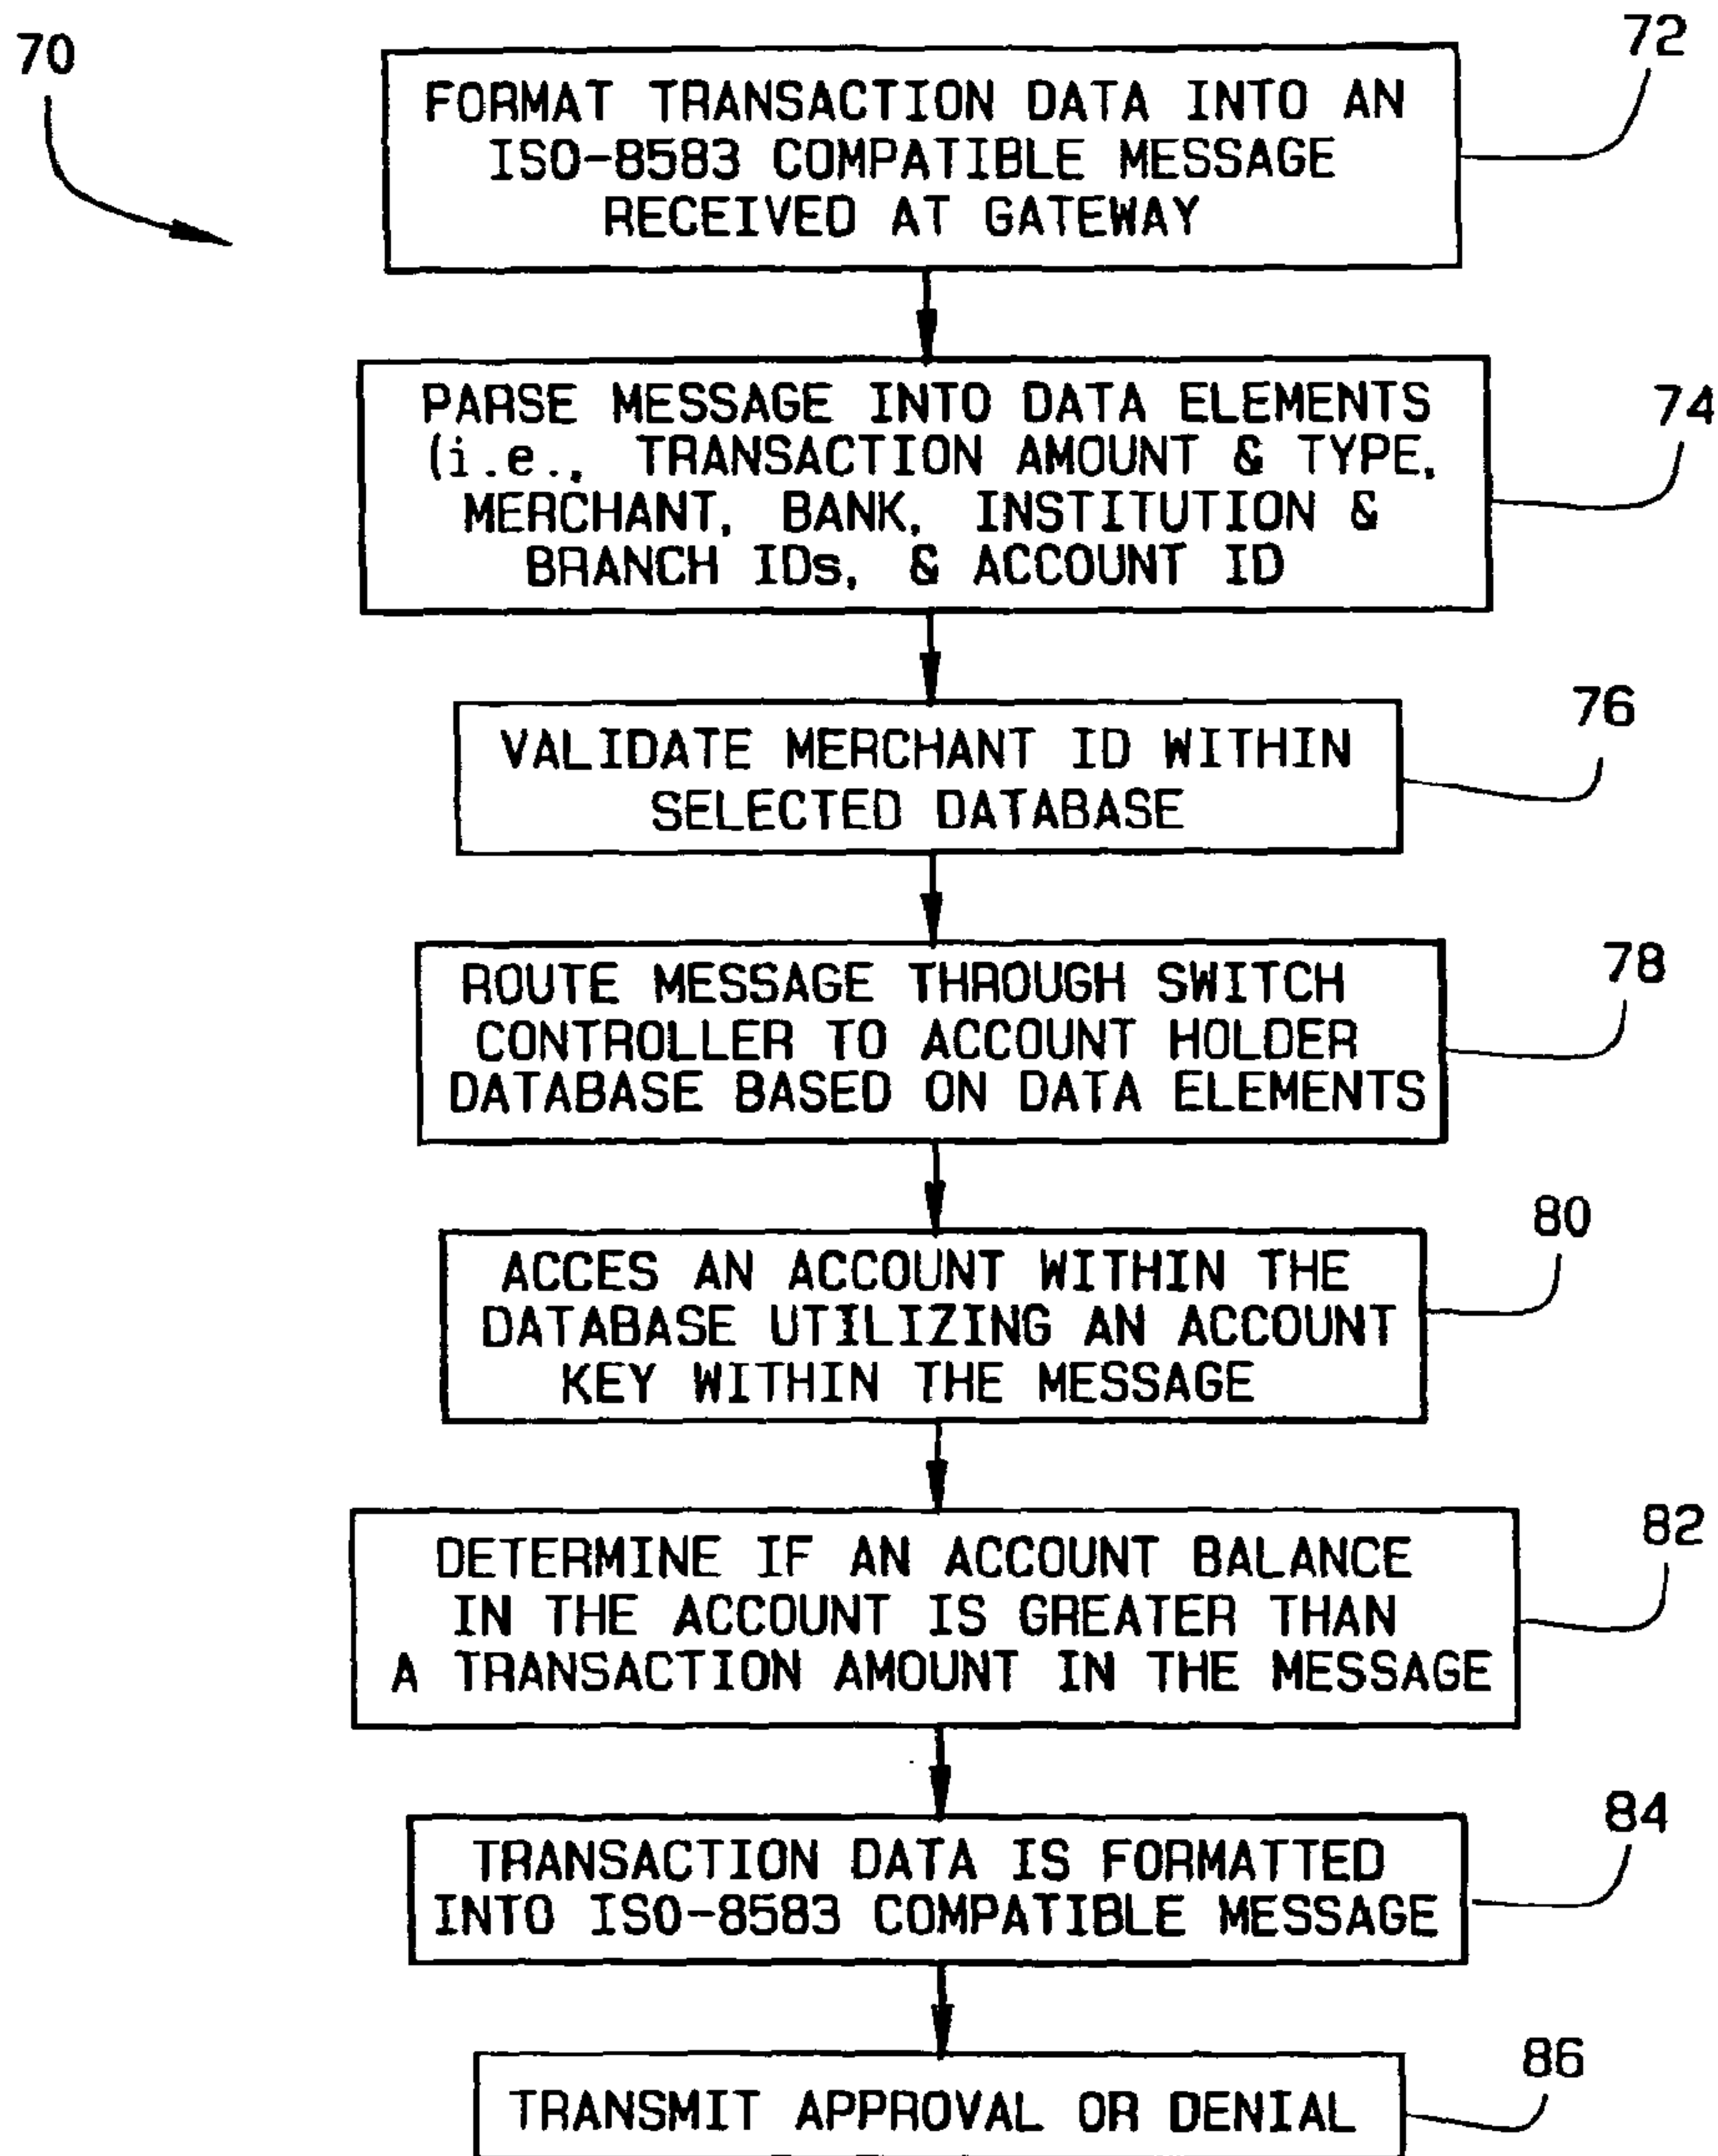 70
72
FORMAT TRANSACTION DATA INTO AN
ISO-8583 COMPATIBLE MESSAGE
RECEIVED AT GATEWAY
74
PARSE MESSAGE INTO DATA ELEMENTS
(i.e., TRANSACTION AMOUNT & TYPE,
MERCHANT, BANK, INSTITUTION &
BRANCH IDs, & ACCOUNT ID
76
VALIDATE MERCHANT ID WITHIN
SELECTED DATABASE
78
ROUTE MESSAGE THROUGH SWITCH
CONTROLLER TO ACCOUNT HOLDER
DATABASE BASED ON DATA ELEMENTS
80
ACCES AN ACCOUNT WITHIN THE
DATABASE UTILIZING AN ACCOUNT
KEY WITHIN THE MESSAGE
82
DETERMINE IF AN ACCOUNT BALANCE
IN THE ACCOUNT IS GREATER THAN
A TRANSACTION AMOUNT IN THE MESSAGE
84
TRANSACTION DATA IS FORMATTED
INTO ISO-8583 COMPATIBLE MESSAGE
86
TRANSMIT APPROVAL OR DENIAL